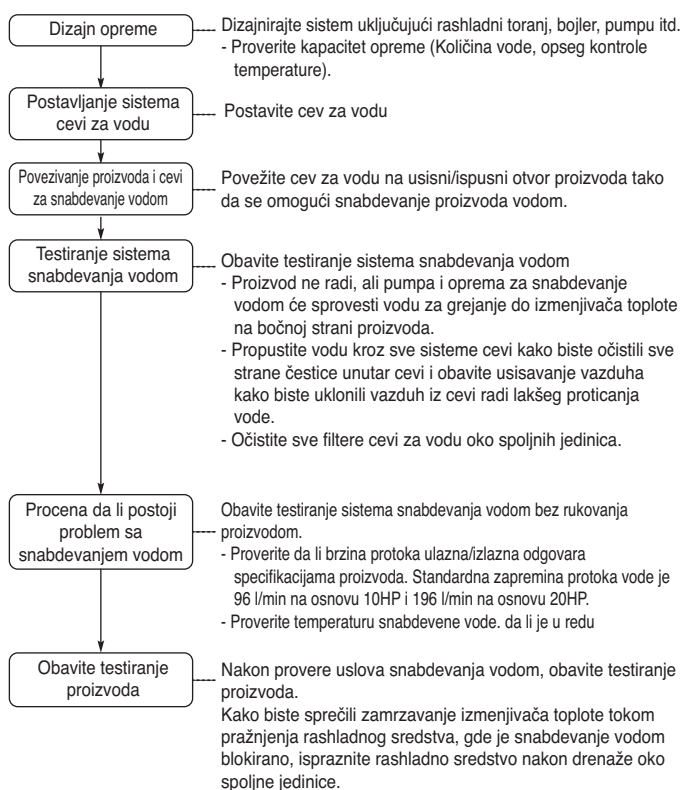 Dizajn opreme
Dizajnirajte sistem uključujući rashladni toranj, bojler, pumpu itd.
- Proverite kapacitet opreme (Količina vode, opseg kontrole
temperature).
Postavljanje sistema
cevi za vodu
Postavite cev za vodu
Povezivanje proizvoda i cevi
za snabdevanje vodom
Povežite cev za vodu na usisni/ispusni otvor proizvoda tako
da se omogući snabdevanje proizvoda vodom.
Testiranje sistema
snabdevanja vodom
Obavite testiranje sistema snabdevanja vodom
- Proizvod ne radi, ali pumpa i oprema za snabdevanje
vodom će sprovesti vodu za grejanje do izmenjivača toplote
na bočnoj strani proizvoda.
- Propustite vodu kroz sve sisteme cevi kako biste očistili sve
strane čestice unutar cevi i obavite usisavanje vazduha
kako biste uklonili vazduh iz cevi radi lakšeg proticanja
vode.
- Očistite sve filtere cevi za vodu oko spoljnih jedinica.
Procena da li postoji
problem sa
snabdevanjem vodom
Obavite testiranje sistema snabdevanja vodom bez rukovanja
proizvodom.
- Proverite da li brzina protoka ulazna/izlazna odgovara
specifikacijama proizvoda. Standardna zapremina protoka vode je
96 l/min na osnovu 10HP i 196 l/min na osnovu 20HP.
- Proverite temperaturu snabdevene vode. da li je u redu
Obavite testiranje
proizvoda
Nakon provere uslova snabdevanja vodom, obavite testiranje
proizvoda.
Kako biste sprečili zamrzavanje izmenjivača toplote tokom
pražnjenja rashladnog sredstva, gde je snabdevanje vodom
blokirano, ispraznite rashladno sredstvo nakon drenaže oko
spoljne jedinice.